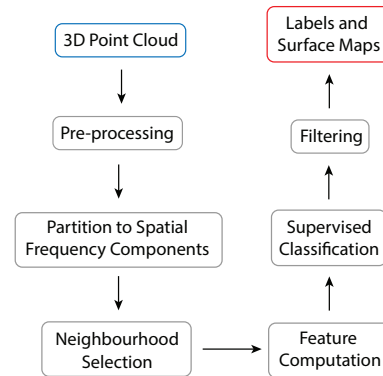 3D Point Cloud
Pre-processing
Partition to Spatial
Frequency Components
Neighbourhood
Selection
Feature
Computation
Supervised
Classification
Filtering
Labels and
Surface Maps